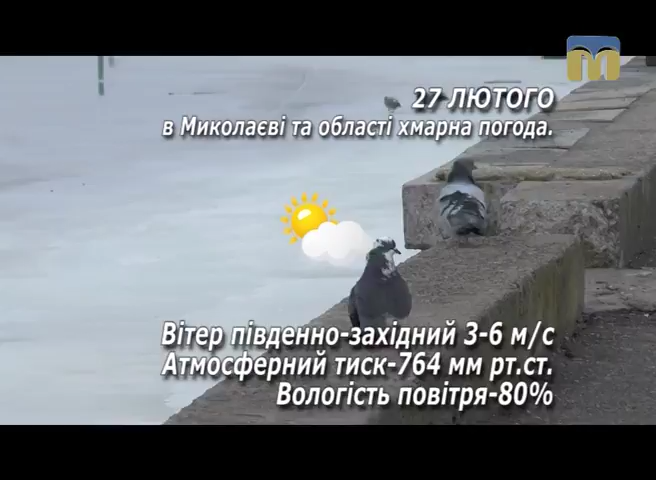 27 ЛЮТОГО
в Миколаєві та області хмарна погода.
Вітер південно-західний 3-6 м/с
Атмосферний тиск-764 мм рт.ст.
Вологість повітря-80%